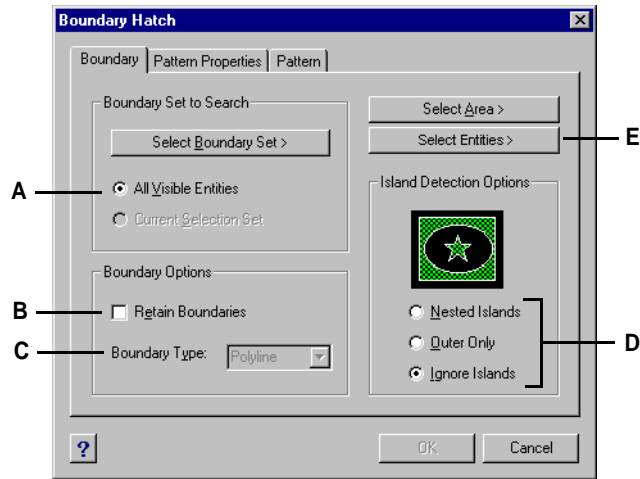 Boundary Hatch
Boundary
Pattern Properties
Pattern
Boundary Set to Search
Select Boundary Set >
A
All Visible Entities
Current Selection Set
Boundary Options
B
Retain Boundaries
C
Boundary Type:
Polyline
Select Area >
Select Entities >
E
Island Detection Options
Nested Islands
Outer Only
Ignore Islands
D
?
OK
Cancel